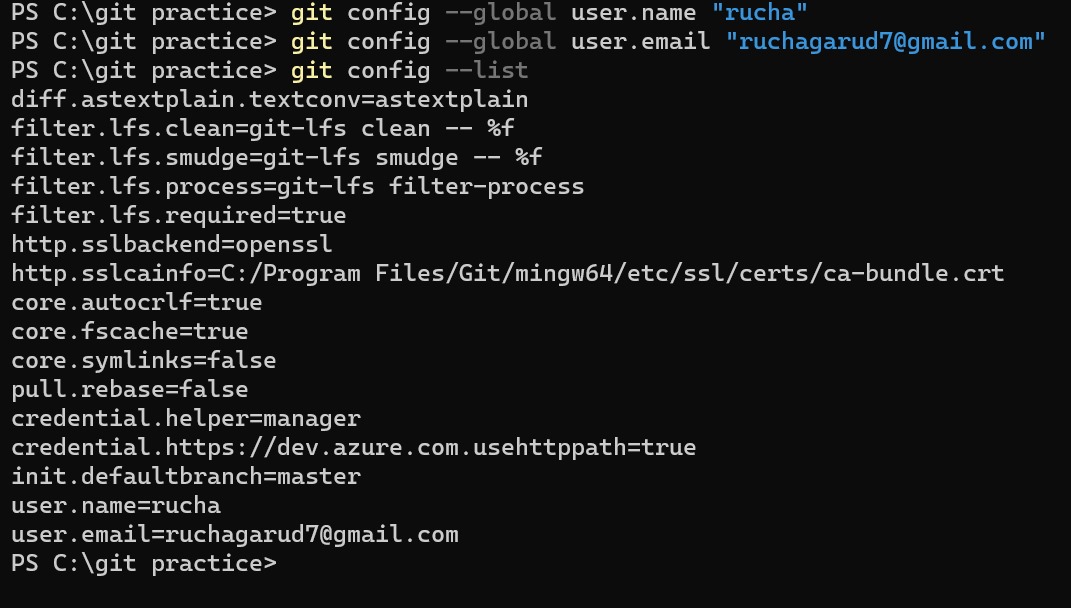 PS C:\git practice> git config --global user.name "rucha"
PS C:\git practice> git config --global user.email "ruchagarud7@gmail.com"
PS C:\git practice> git config --list
diff.astextplain.textconv=astextplain
filter.lfs.clean=git-lfs clean -- %f
filter.lfs.smudge=git-lfs smudge -- %f
filter.lfs.process=git-lfs filter-process
filter.lfs.required=true
http.sslbackend=openssl
http.sslcainfo=C:/Program Files/Git/mingw64/etc/ssl/certs/ca-bundle.crt
core.autocrlf=true
core.fscache=true
core.symlinks=false
pull.rebase=false
credential.helper=manager
credential.https://dev.azure.com.usehttppath=true
init.defaultbranch=master
user.name=rucha
user.email=ruchagarud7@gmail.com
PS C:\git practice>